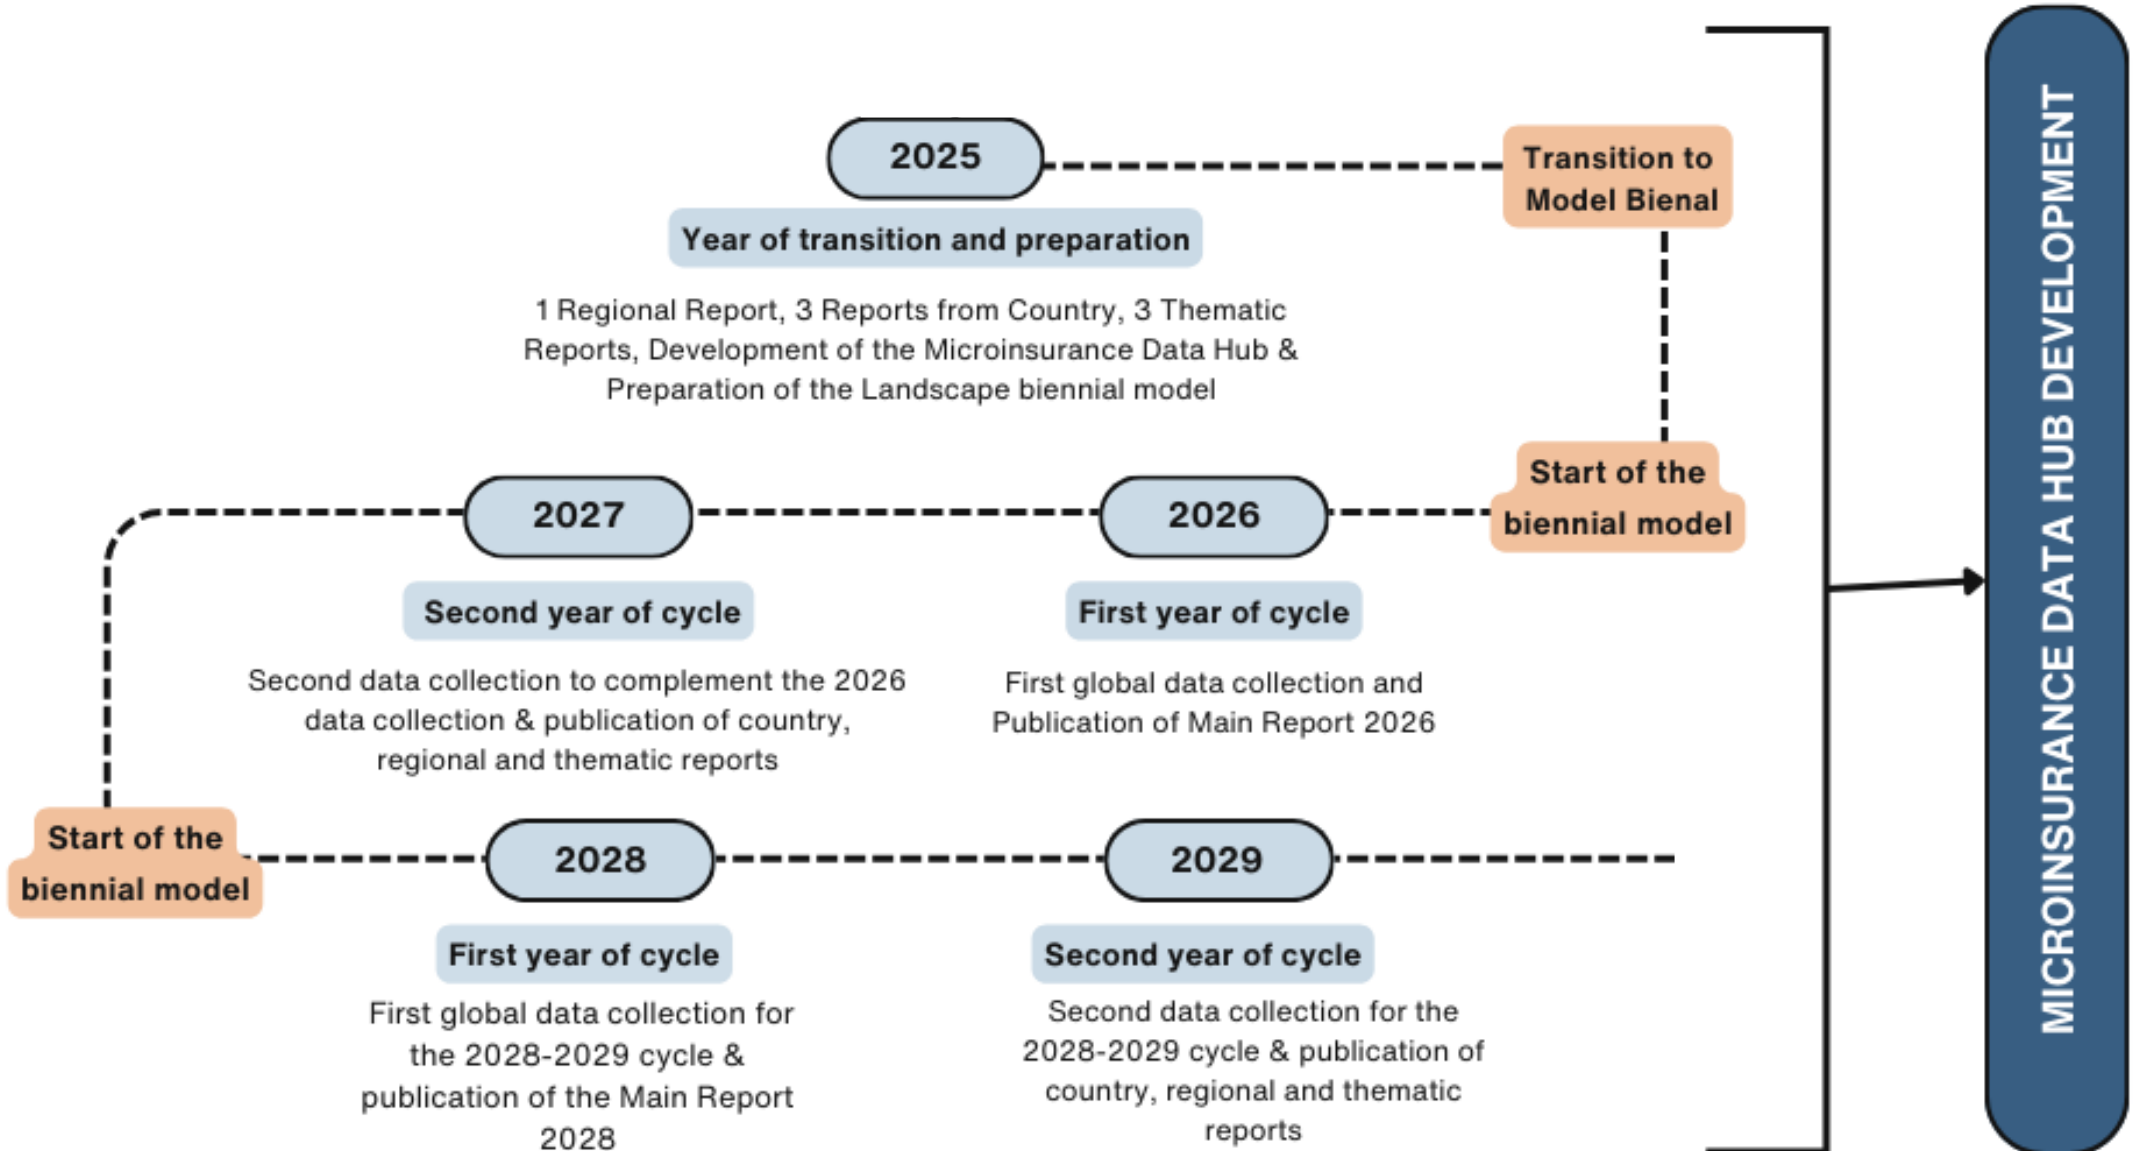 2025
Transition to
Model Bienal
Year of transition and preparation
1 Regional Report, 3 Reports from Country, 3 Thematic
Reports, Development of the Microinsurance Data Hub &
Preparation of the Landscape biennial model
Start of the
biennial model
2026
First year of cycle
First global data collection and
Publication of Main Report 2026
2027
Second year of cycle
Second data collection to complement the 2026
data collection & publication of country,
regional and thematic reports
Start of the
biennial model
2028
First year of cycle
First global data collection for
the 2028-2029 cycle &
publication of the Main Report
2028
2029
Second year of cycle
Second data collection for the
2028-2029 cycle & publication of
country, regional and thematic
reports
MICROINSURANCE DATA HUB DEVELOPMENT